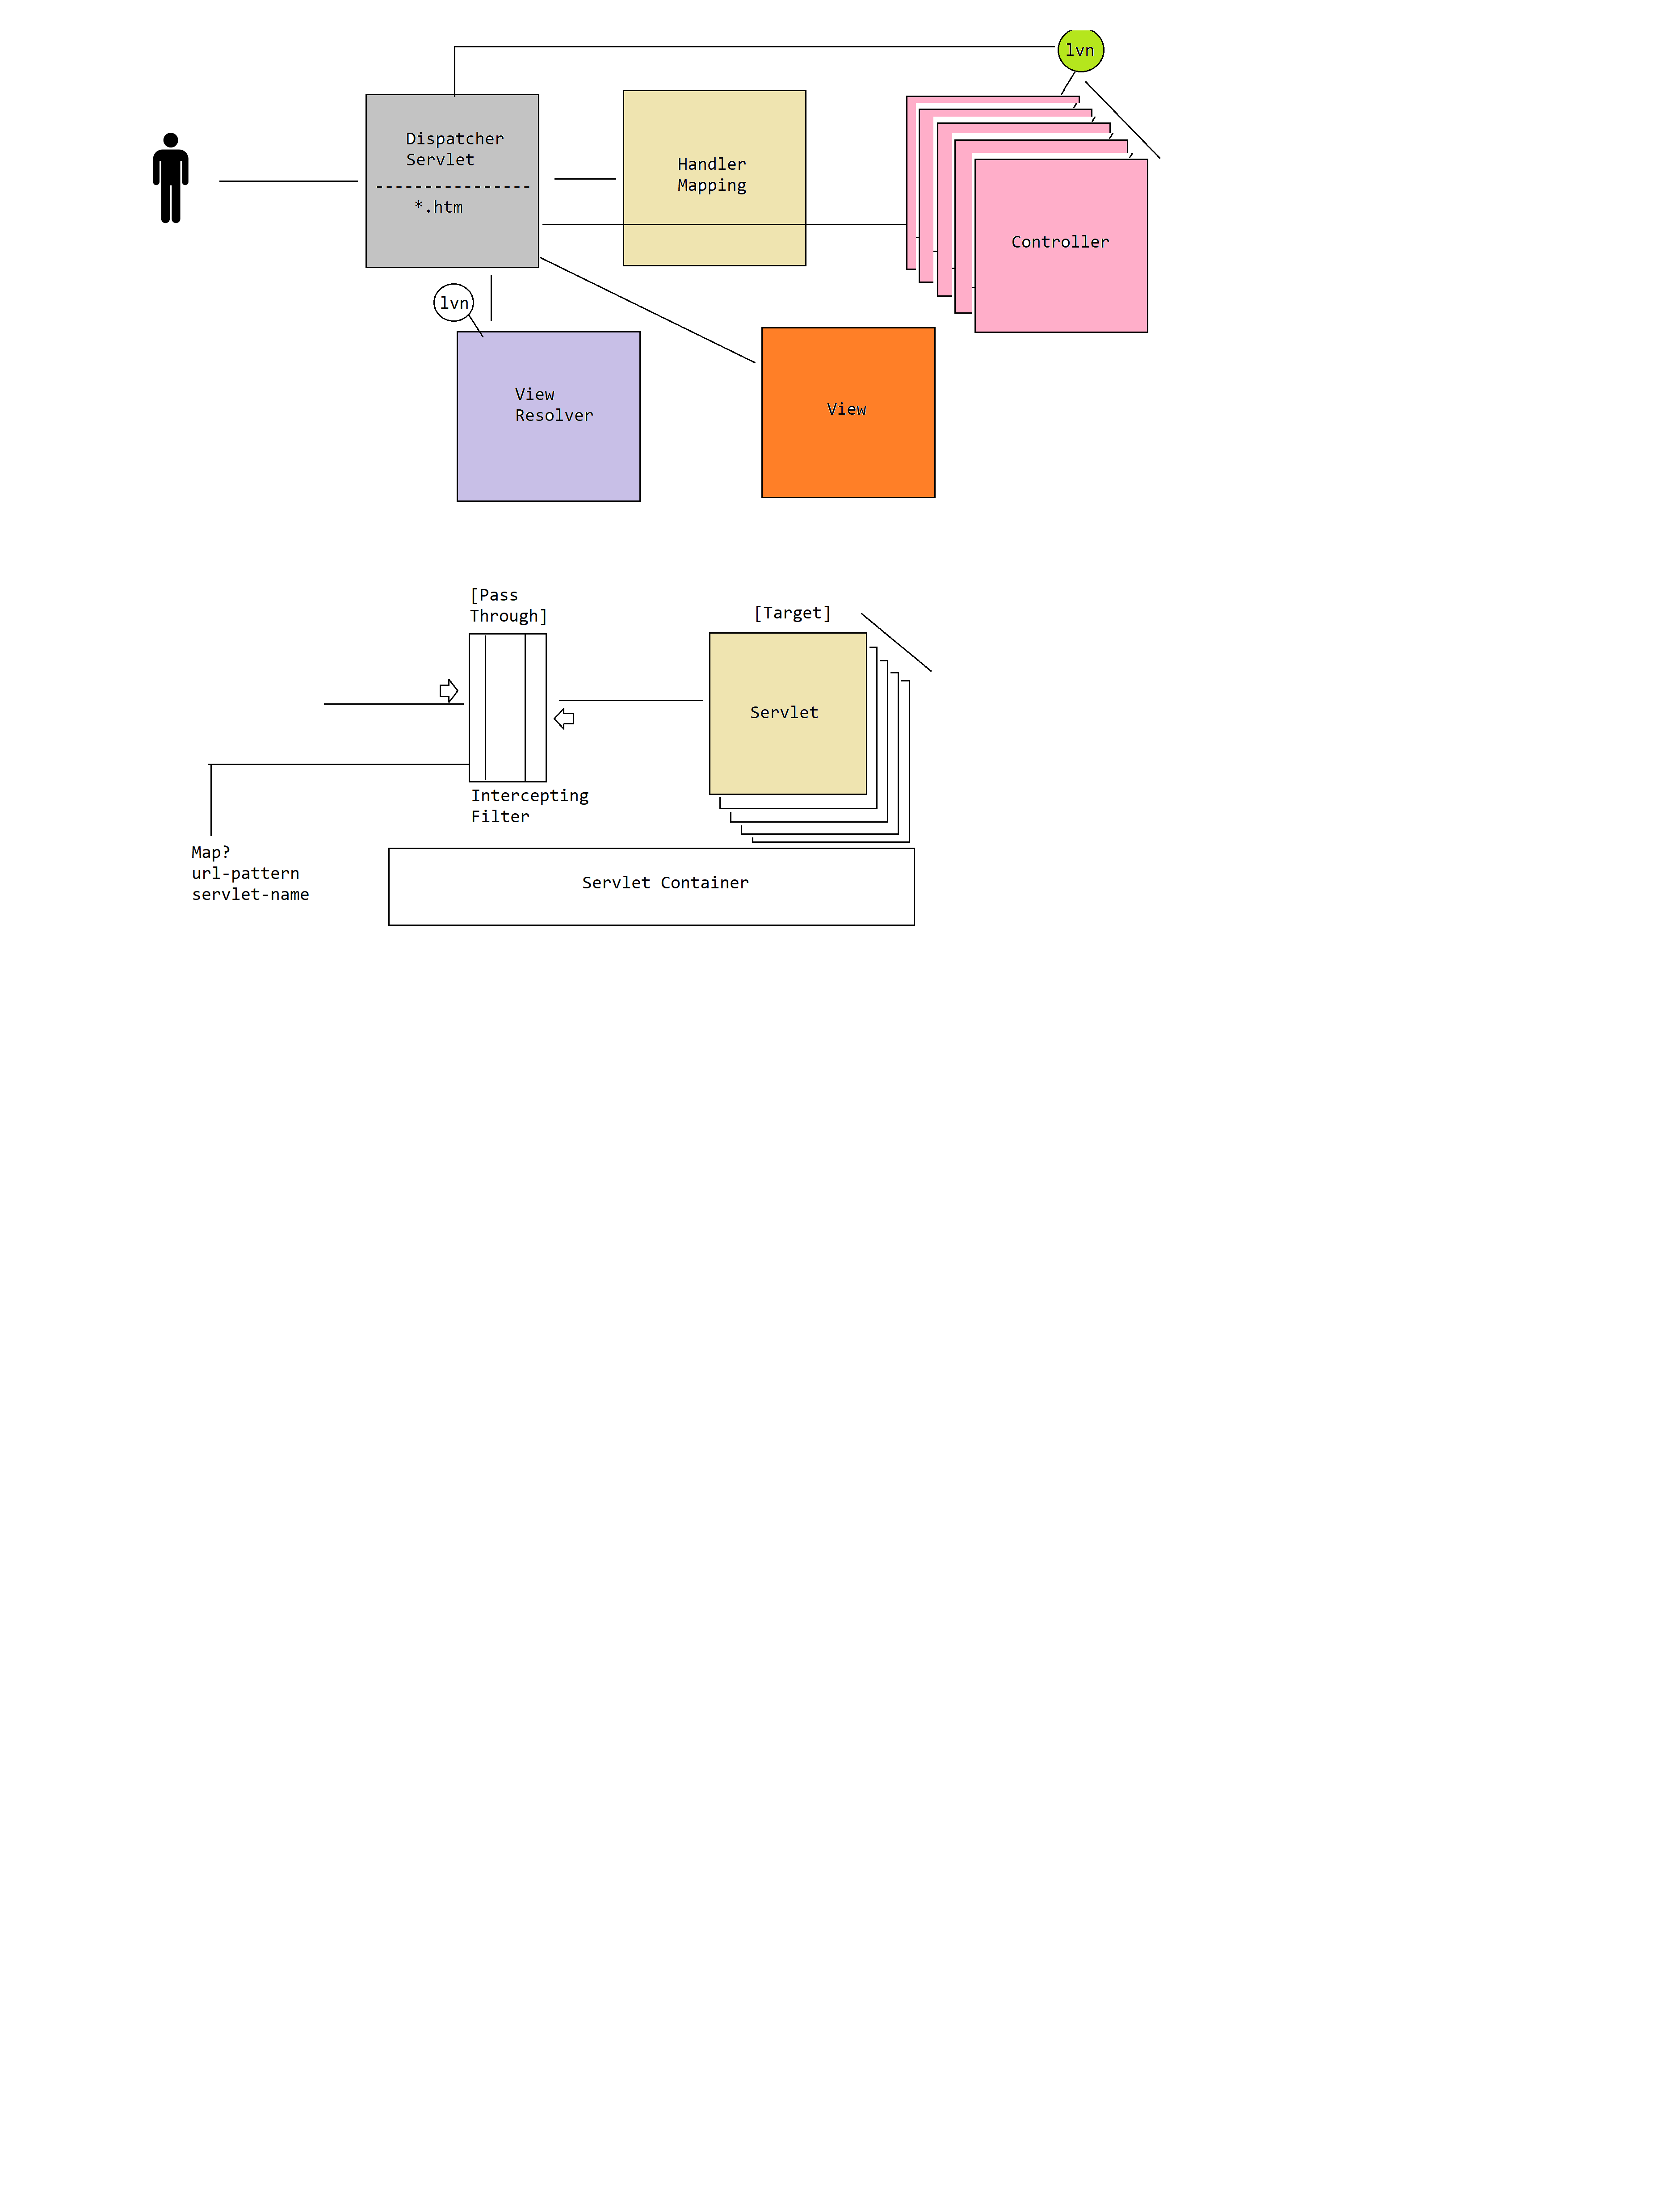 lvn
Dispatcher
Servlet
*.htm
Handler
Mapping
Controller
lvn
View
Resolver
View
[Pass
Through]
[Target]
Servlet
Intercepting
Filter
Map?
url-pattern
servlet-name
Servlet Container